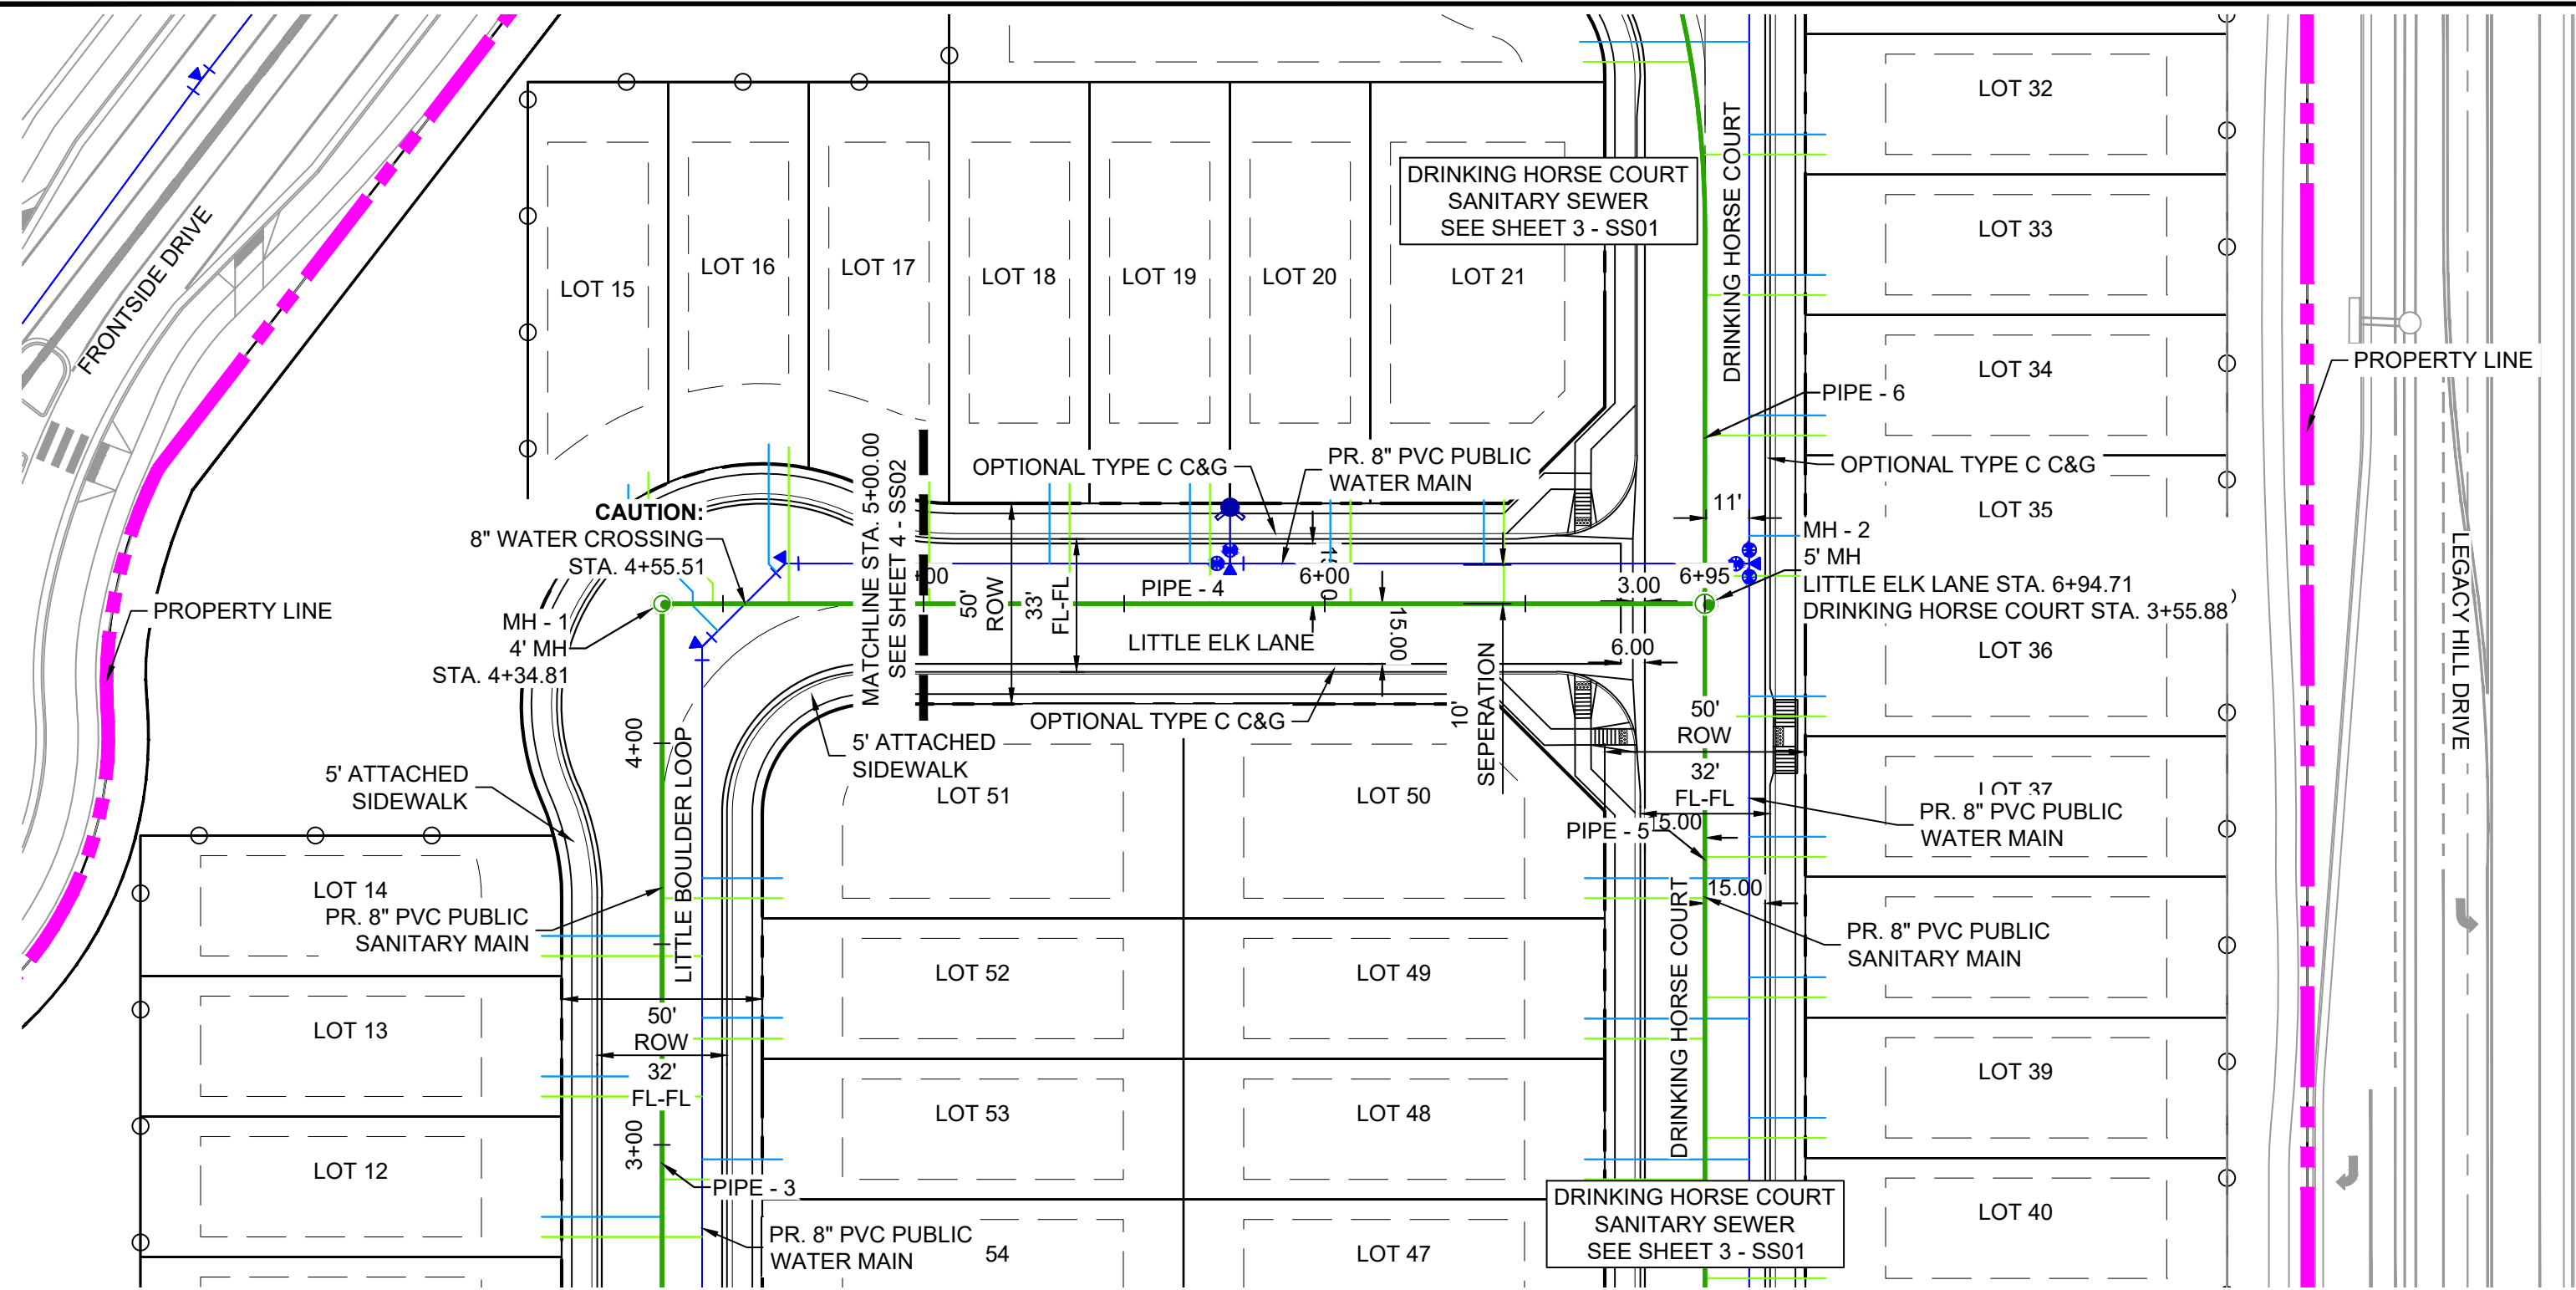 LOT 32
DRINKING HORSE COURT
SANITARY SEWER
SEE SHEET 3 - SS01
DRINKING HORSE COURT
LOT 33
FRONTSIDE DRIVE
LOT 15
LOT 16
LOT 17
LOT 18
LOT 19
LOT 20
LOT 21
LOT 34
PROPERTY LINE
PIPE - 6
OPTIONAL TYPE C C&G
PR. 8" PVC PUBLIC
WATER MAIN
OPTIONAL TYPE C C&G
MATCHLINE STA. 5+00.00
SEE SHEET 4 - SS02
CAUTION:
8" WATER CROSSING
STA. 4+55.51
11'
LOT 35
MH - 2
5' MH
LITTLE ELK LANE STA. 6+94.71
DRINKING HORSE COURT STA. 3+55.88
LEGACY HILL DRIVE
PROPERTY LINE
MH - 1
4' MH
STA. 4+34.81
50'
ROW
33'
FL-FL
PIPE - 4
6+00
3.00
6+95
LITTLE ELK LANE
15.00
10'
SEPERATION
6.00
LOT 36
OPTIONAL TYPE C C&G
5' ATTACHED
SIDEWALK
4+00
5' ATTACHED
SIDEWALK
LITTLE BOULDER LOOP
LOT 51
LOT 50
50'
ROW
32'
FL-FL
PIPE - 5
5.00
LOT 37
PR. 8" PVC PUBLIC
WATER MAIN
LOT 14
PR. 8" PVC PUBLIC
SANITARY MAIN
15.00
DRINKING HORSE COURT
PR. 8" PVC PUBLIC
SANITARY MAIN
LOT 52
LOT 49
LOT 13
50'
ROW
32'
FL-FL
LOT 39
LOT 53
LOT 48
3+00
LOT 12
PIPE - 3
PR. 8" PVC PUBLIC
WATER MAIN
54
LOT 47
DRINKING HORSE COURT
SANITARY SEWER
SEE SHEET 3 - SS01
LOT 40